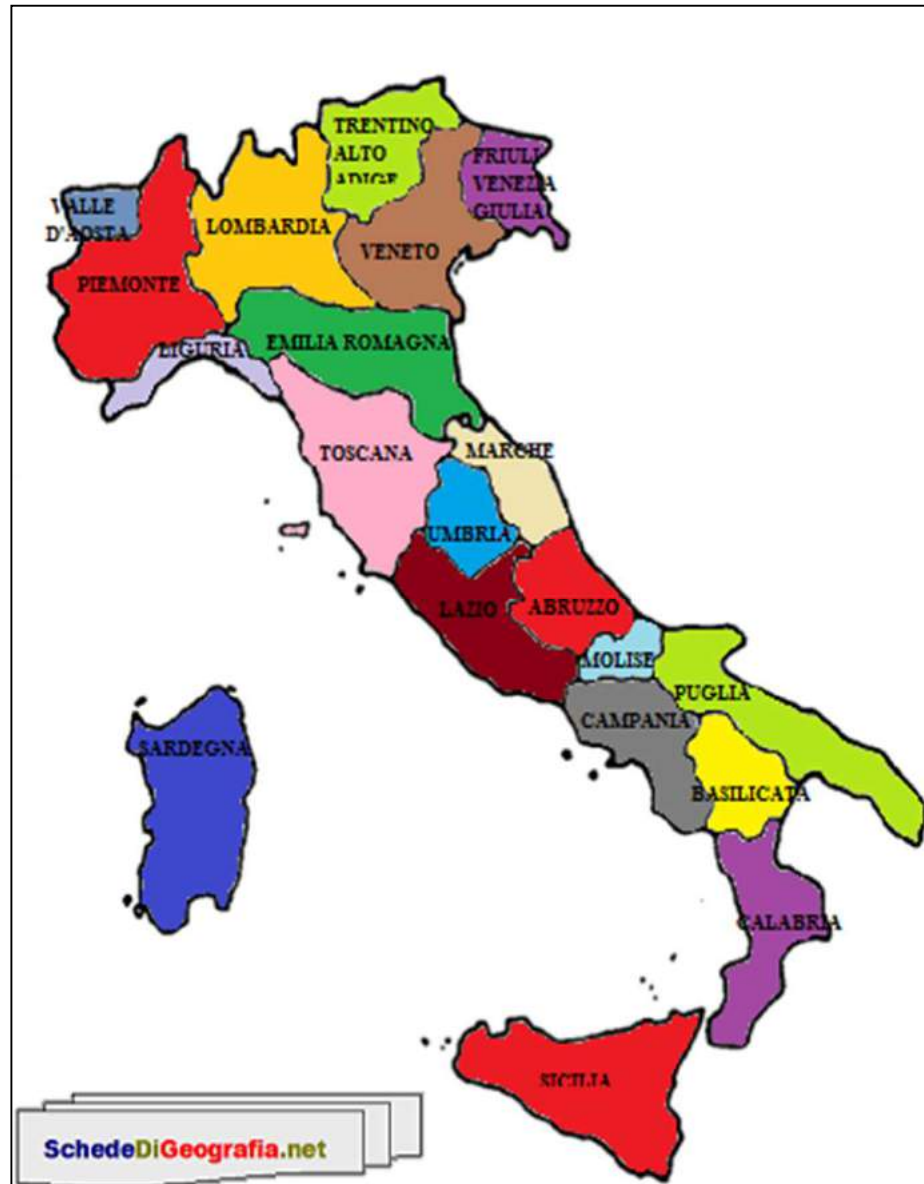 TRENTINO
ALTO
ADIGE
FRIULI
VENEZIA
GIULIA
VALLE
D'AOSTA
LOMBARDIA
VENETO
PIEMONTE
LIGURIA
EMILIA ROMAGNA
TOSCANA
MARCHE
UMBRIA
LAZIO
ABRUZZO
MOLISE
PUGLIA
CAMPANIA
SARDEGNA
BASILICATA
CALABRIA
SICILIA
SchedeDiGeografia.net